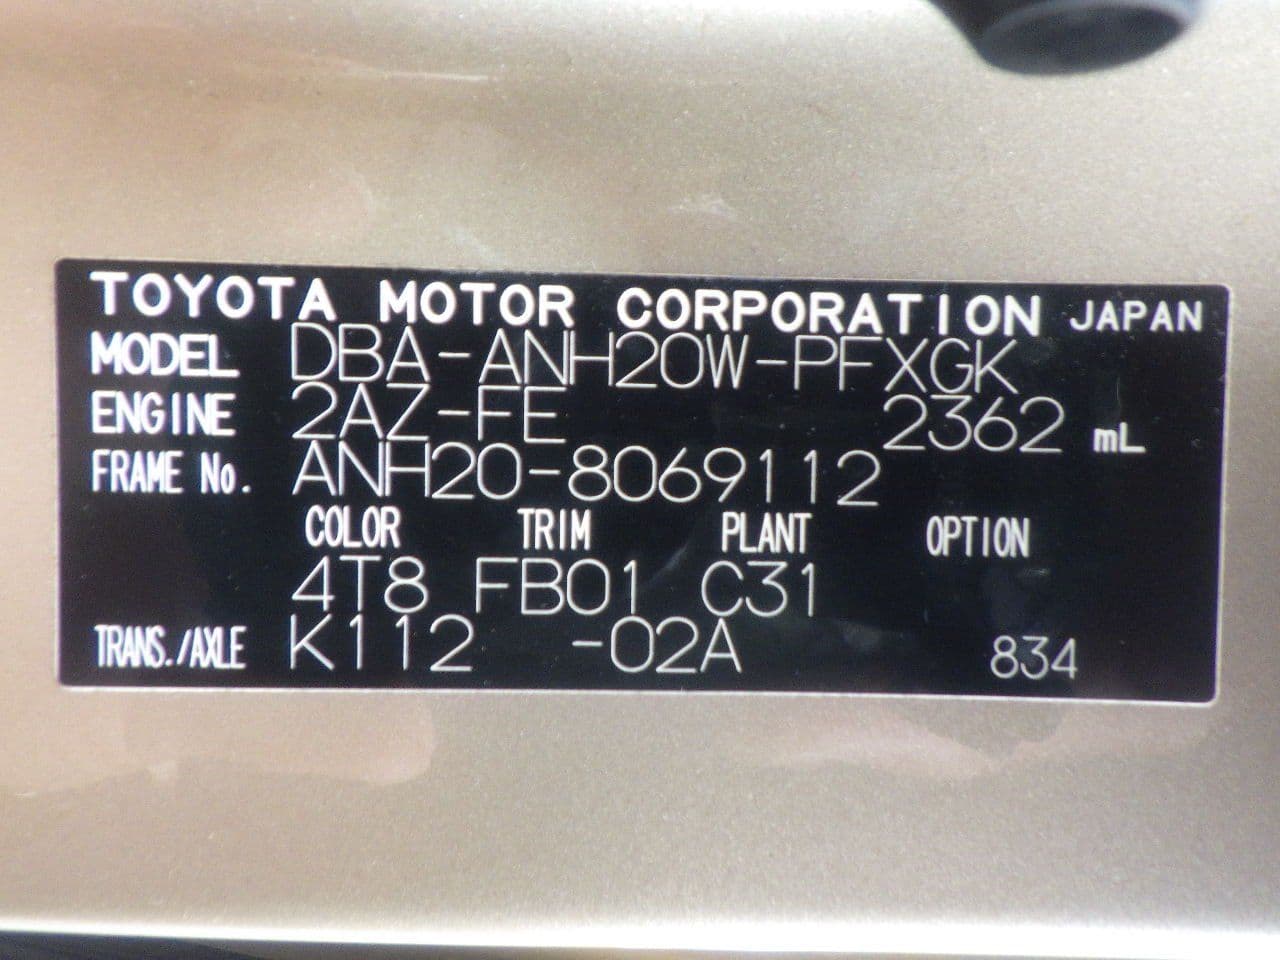 TOYOTA MOTOR CORPORATION JAPAN
MODEL DBA-ANH20W-PFXGK
ENGINE 2AZ-FE 2362 mL
FRAME No. ANH20-8069112
COLOR TRIM PLANT OPTION
4T8 FB01 C31
TRANS./AXLE K112 -02A 834